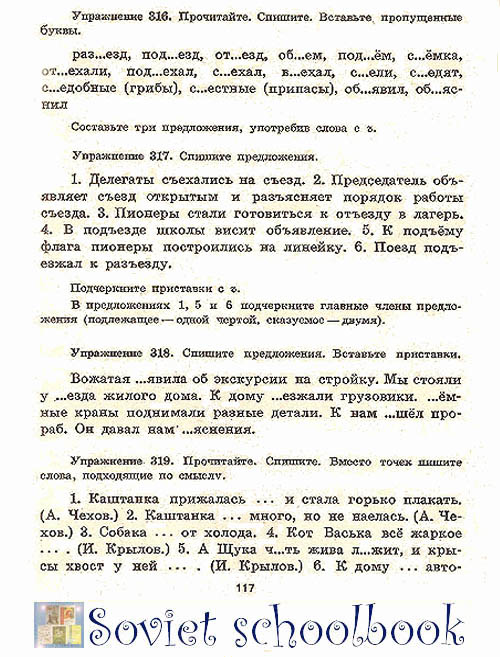 Упражнение 316. Прочитайте. Спишите. Вставьте пропущенные
буквы.
раз...езд, под...езд, от...езд, об...ем, под...ём, с...ёмка,
от...ехали, под...ехал, с...ехал, в...ехал, с...ели, с...едят,
с...едобные (грибы), с...естные (припасы), об...явил, об...яс-
нил
Составьте три предложения, употребив слова с ъ.
Упражнение 317. Спишите предложения.
1. Делегаты съехались на съезд. 2. Председатель объ-
являет съезд открытым и разъясняет порядок работы
съезда. 3. Пионеры стали готовиться к отъезду в лагерь.
4. В подъезде школы висит объявление. 5. К подъёму
флага пионеры построились на линейку. 6. Поезд подъ-
езжал к разъезду.
Подчеркните приставки с ъ.
В предложениях 1, 5 и 6 подчеркните главные члены предло-
жения (подлежащее — одной чертой, сказуемое — двумя).
Упражнение 318. Спишите предложения. Вставьте приставки.
Вожатая ...явила об экскурсии на стройку. Мы стояли
у ...езда жилого дома. К дому ...езжали грузовики. ...ём-
ные краны поднимали разные детали. К нам ...шёл про-
раб. Он давал нам ...яснения.
Упражнение 319. Прочитайте. Спишите. Вместо точек пишите
слова, подходящие по смыслу.
1. Каштанка прижалась ... и стала горько плакать.
(А. Чехов.) 2. Каштанка ... много, но не наелась. (А. Че-
хов.) 3. Собака ... от холода. 4. Кот Васька всё жаркое
... . (И. Крылов.) 5. А Щука ч...ть жива л...жит, и кры-
сы хвост у ней ... . (И. Крылов.) 6. К дому ... авто-
117
Soviet schoolbook